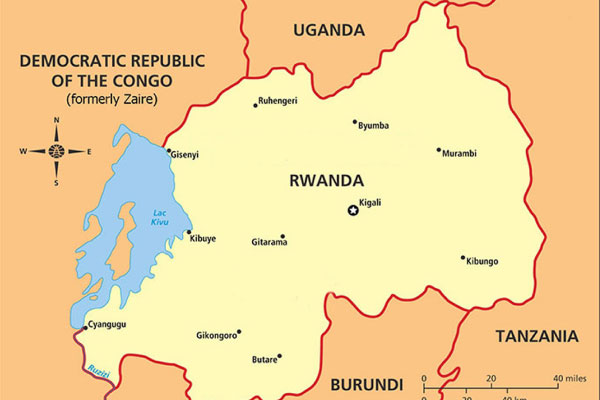 UGANDA
DEMOCRATIC REPUBLIC
OF THE CONGO
(formerly Zaire)
Ruhengeri
Byumba
N
W
E
S
Gisenyi
Murambi
RWANDA
Kigali
Lac
Kivu
Kibuye
Gitarama
Kibungo
Cyangugu
Gikongoro
Butare
TANZANIA
Ruzizi
BURUNDI
0 20 40 miles
0 20 40 km